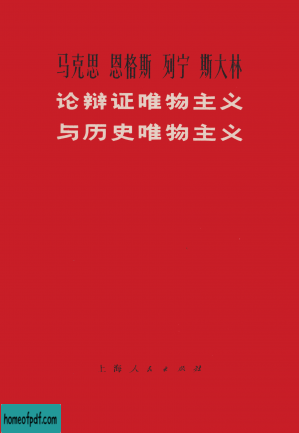 马克思 恩格斯 列宁 斯大林
论辩证唯物主义
与历史唯物主义
上海人民出版社
homeofpdf.com